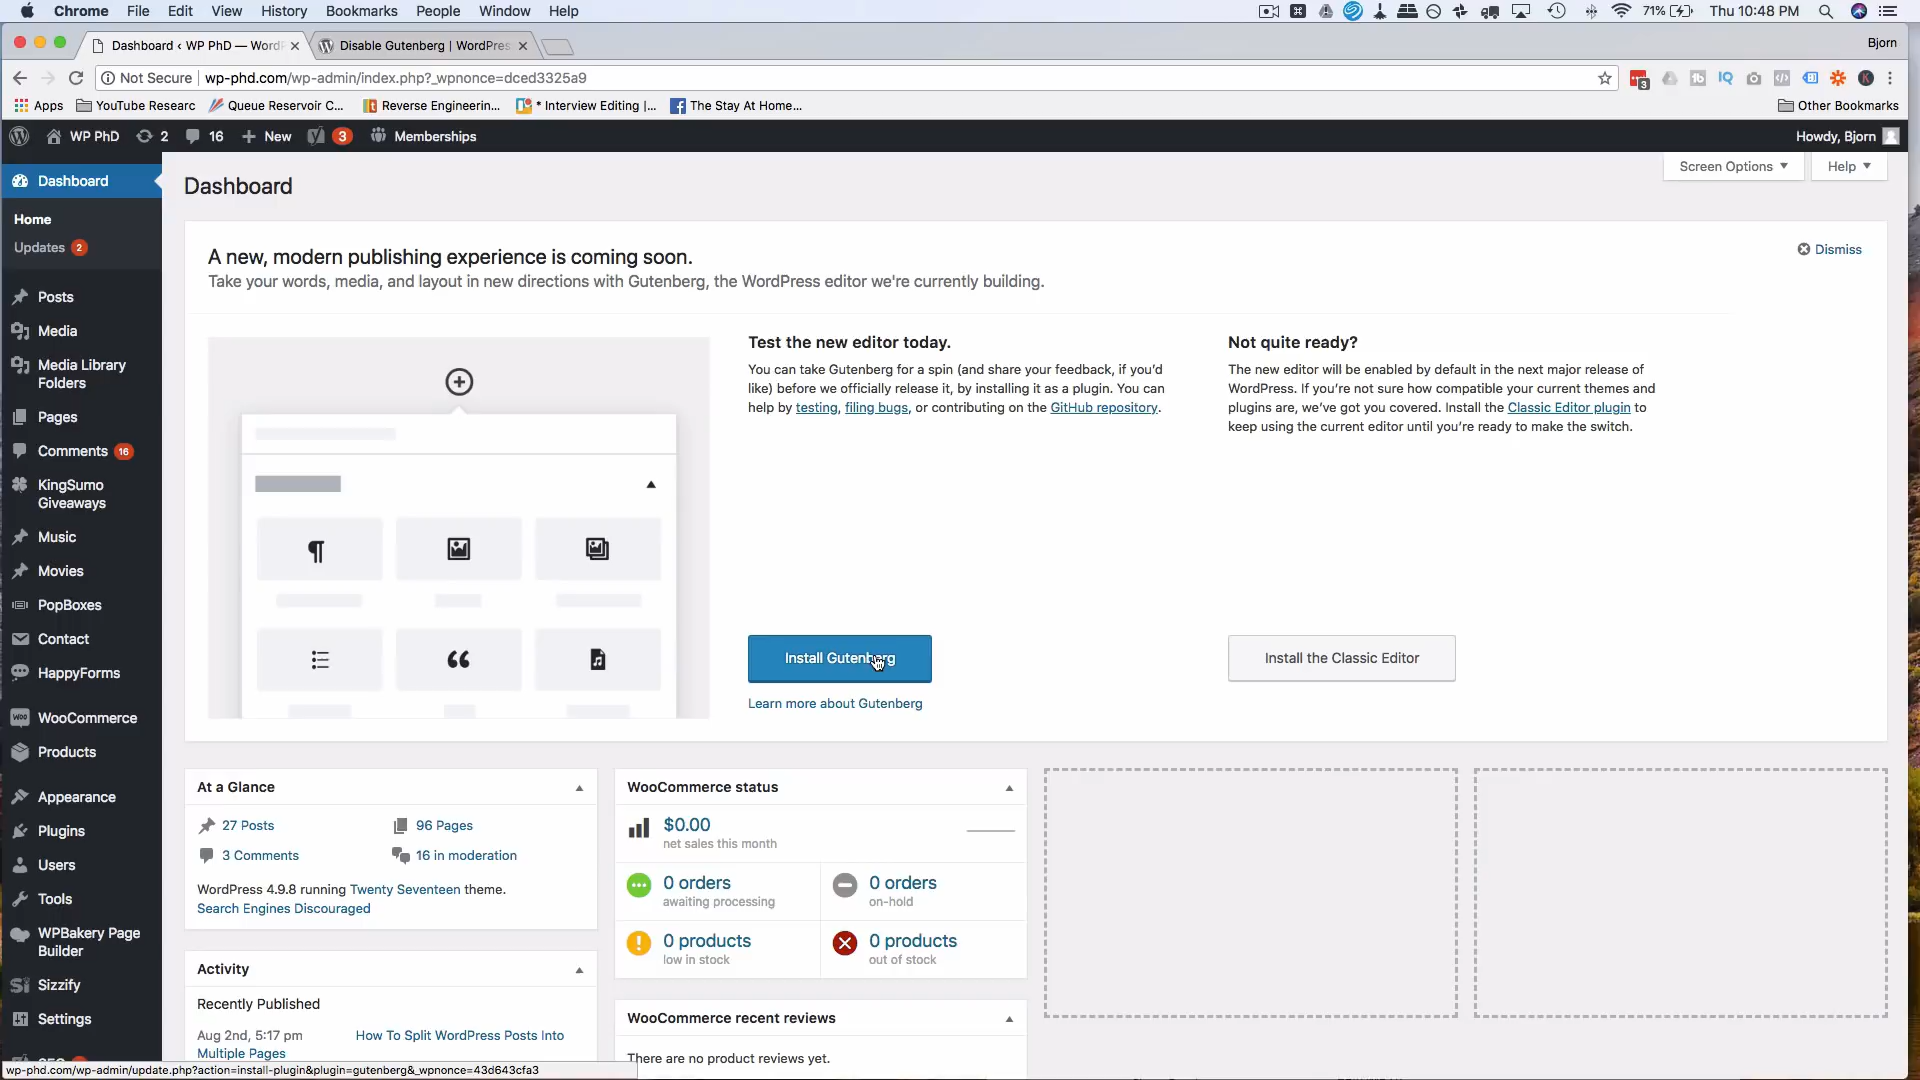 Chrome File Edit View History Bookmarks People Window Help 71% Thu 10:48 PM
Dashboard ‹ WP PhD — WordP Disable Gutenberg | WordPres Bjorn
Not Secure wp-phd.com/wp-admin/index.php?_wpnonce=dced3325a9
Apps YouTube Researc Queue Reservoir C... Reverse Engineerin... * Interview Editing |... The Stay At Home... Other Bookmarks
WP PhD 2 16 New 3 Memberships Howdy, Bjorn
Screen Options Help
Dashboard
Home
Updates 2
Posts
Media
Media Library
Folders
Pages
Comments 16
KingSumo
Giveaways
Music
Movies
PopBoxes
Contact
HappyForms
WooCommerce
Products
Appearance
Plugins
Users
Tools
WPBakery Page
Builder
Sizzify
Settings
Dashboard
A new, modern publishing experience is coming soon.
Dismiss
Take your words, media, and layout in new directions with Gutenberg, the WordPress editor we're currently building.
Test the new editor today.
You can take Gutenberg for a spin (and share your feedback, if you'd
like) before we officially release it, by installing it as a plugin. You can
help by testing, filing bugs, or contributing on the GitHub repository.
Install Gutenberg
Learn more about Gutenberg
Not quite ready?
The new editor will be enabled by default in the next major release of
WordPress. If you're not sure how compatible your current themes and
plugins are, we've got you covered. Install the Classic Editor plugin to
keep using the current editor until you're ready to make the switch.
Install the Classic Editor
At a Glance
27 Posts 96 Pages
3 Comments 16 in moderation
WordPress 4.9.8 running Twenty Seventeen theme.
Search Engines Discouraged
Activity
Recently Published
Aug 2nd, 5:17 pm How To Split WordPress Posts Into
Multiple Pages
WooCommerce status
$0.00
net sales this month
0 orders
awaiting processing
0 orders
on-hold
0 products
low in stock
0 products
out of stock
WooCommerce recent reviews
There are no product reviews yet.
wp-phd.com/wp-admin/update.php?action=install-plugin&plugin=gutenberg&_wpnonce=43d643cfa3